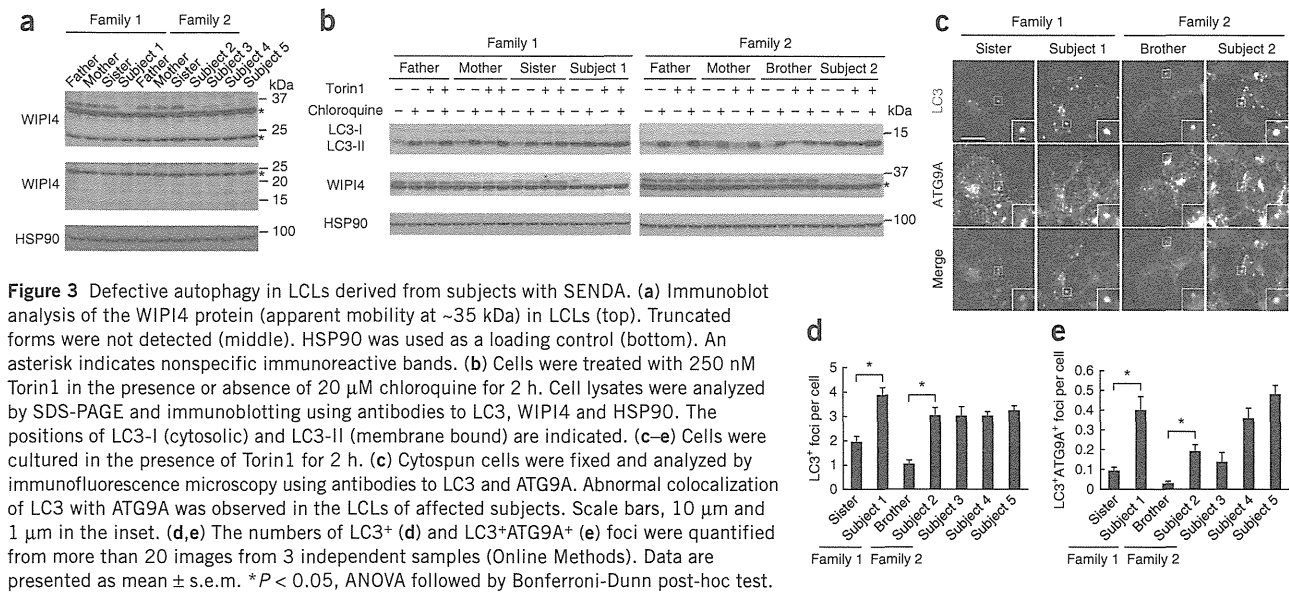 a
Family 1 Family 2
Father
Mother
Sister
Subject 1
Father
Mother
Sister
Subject 2
Subject 3
Subject 4
Subject 5
kDa
WIPI4
37
*
25
*
WIPI4
25
*
20
15
HSP90
100
b
Family 1 Family 2
Father Mother Sister Subject 1 Father Mother Brother Subject 2
Torin1 – – + + – – + + – – + + – – + + – – + + – – + + – – + + – – + +
Chloroquine – + – + – + – + – + – + – + – + – + – + – + – + – + – + – + – + kDa
LC3-I
LC3-II
15
WIPI4
37
*
HSP90
100
c
Family 1 Family 2
Sister Subject 1 Brother Subject 2
LC3
ATG9A
Merge
Figure 3 Defective autophagy in LCLs derived from subjects with SENDA. (a) Immunoblot
analysis of the WIPI4 protein (apparent mobility at ~35 kDa) in LCLs (top). Truncated
forms were not detected (middle). HSP90 was used as a loading control (bottom). An
asterisk indicates nonspecific immunoreactive bands. (b) Cells were treated with 250 nM
Torin1 in the presence or absence of 20 μM chloroquine for 2 h. Cell lysates were analyzed
by SDS-PAGE and immunoblotting using antibodies to LC3, WIPI4 and HSP90. The
positions of LC3-I (cytosolic) and LC3-II (membrane bound) are indicated. (c–e) Cells were
cultured in the presence of Torin1 for 2 h. (c) Cytospun cells were fixed and analyzed by
immunofluorescence microscopy using antibodies to LC3 and ATG9A. Abnormal colocalization
of LC3 with ATG9A was observed in the LCLs of affected subjects. Scale bars, 10 μm and
1 μm in the inset. (d,e) The numbers of LC3⁺ (d) and LC3⁺ATG9A⁺ (e) foci were quantified
from more than 20 images from 3 independent samples (Online Methods). Data are
presented as mean ± s.e.m. *P < 0.05, ANOVA followed by Bonferroni-Dunn post-hoc test.
d
LC3⁺ foci per cell
5
4
3
2
1
0
*
*
Sister
Subject 1
Brother
Subject 2
Subject 3
Subject 4
Subject 5
Family 1 Family 2
e
LC3⁺ATG9A⁺ foci per cell
0.6
0.5
0.4
0.3
0.2
0.1
0
*
*
Sister
Subject 1
Brother
Subject 2
Subject 3
Subject 4
Subject 5
Family 1 Family 2